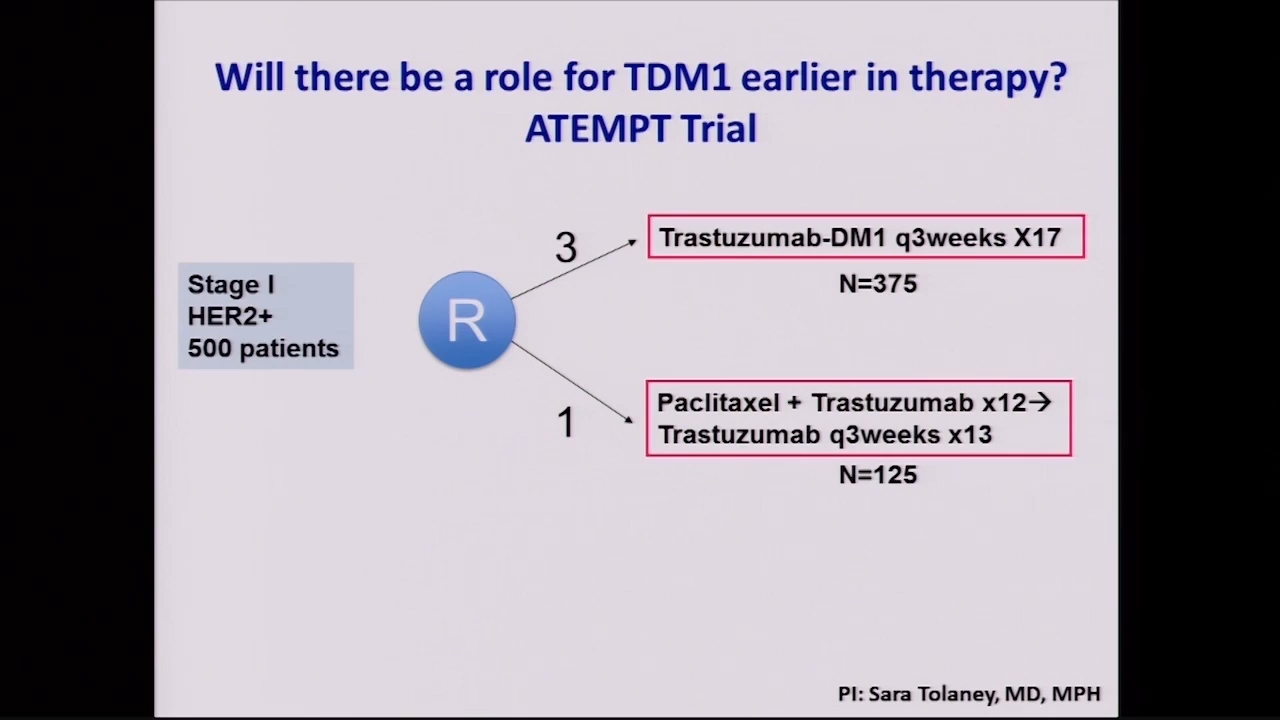 Will there be a role for TDM1 earlier in therapy?
ATEMPT Trial
Stage I
HER2+
500 patients
R
3
Trastuzumab-DM1 q3weeks X17
N=375
1
Paclitaxel + Trastuzumab x12→
Trastuzumab q3weeks x13
N=125
PI: Sara Tolaney, MD, MPH